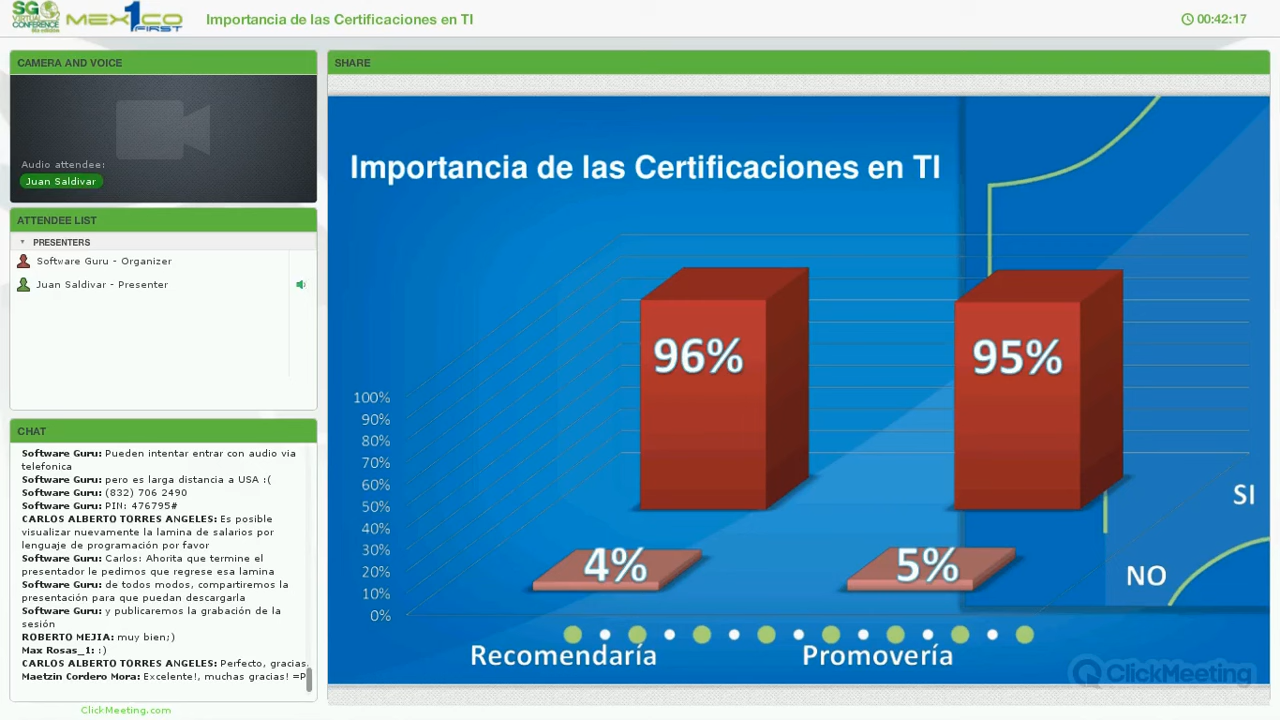 SG
VIRTUAL
CONFERENCE
MEX1CO
FIRST
Importancia de las Certificaciones en TI
00:42:17
CAMERA AND VOICE
Audio attendee:
Juan Saldivar
ATTENDEE LIST
PRESENTERS
Software Guru - Organizer
Juan Saldivar - Presenter
CHAT
Software Guru: Pueden intentar entrar con audio via
telefonica
Software Guru: pero es larga distancia a USA :(
Software Guru: (832) 706 2490
Software Guru: PIN: 476795#
CARLOS ALBERTO TORRES ANGELES: Es posible
visualizar nuevamente la lamina de salarios por
lenguaje de programación por favor
Software Guru: Carlos: Ahorita que termine el
presentador le pedimos que regrese esa lamina
Software Guru: de todos modos, compartiremos la
presentación para que puedan descargarla
Software Guru: y publicaremos la grabación de la
sesión
ROBERTO MEJIA: muy bien;)
Max Rosas_1: :)
CARLOS ALBERTO TORRES ANGELES: Perfecto, gracias.
Maetzin Cordero Mora: Excelente!, muchas gracias! =P
ClickMeeting.com
SHARE
Importancia de las Certificaciones en TI
96%
95%
4%
5%
100%
90%
80%
70%
60%
50%
40%
30%
20%
10%
0%
SI
NO
Recomendaría
Promovería
ClickMeeting